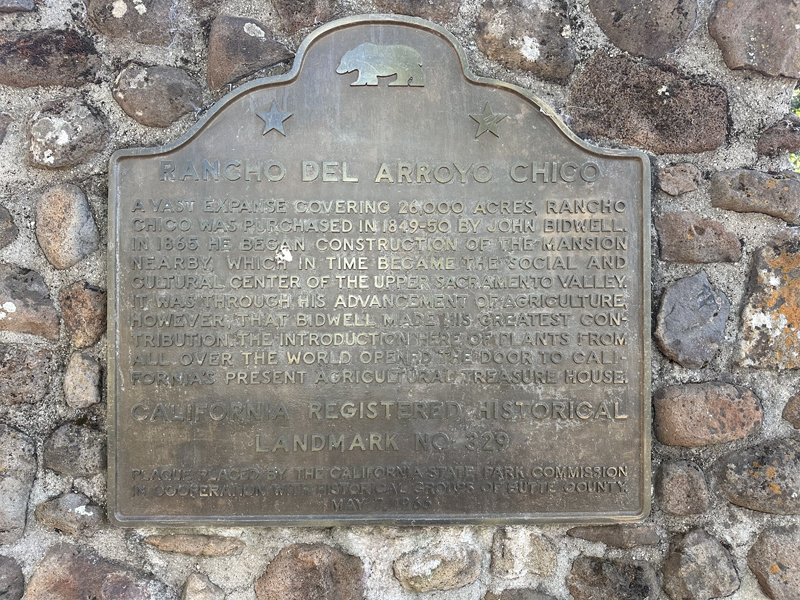 RANCHO DEL ARROYO CHICO
A VAST EXPANSE COVERING 26,000 ACRES, RANCHO
CHICO WAS PURCHASED IN 1849-50 BY JOHN BIDWELL.
IN 1865 HE BEGAN CONSTRUCTION OF THE MANSION
NEARBY, WHICH IN TIME BECAME THE SOCIAL AND
CULTURAL CENTER OF THE UPPER SACRAMENTO VALLEY.
IT WAS THROUGH HIS ADVANCEMENT OF AGRICULTURE,
HOWEVER, THAT BIDWELL MADE HIS GREATEST CON-
TRIBUTION. THE INTRODUCTION HERE OF PLANTS FROM
ALL OVER THE WORLD OPENED THE DOOR TO CALI-
FORNIA'S PRESENT AGRICULTURAL TREASURE HOUSE.
CALIFORNIA REGISTERED HISTORICAL
LANDMARK NO. 329
PLAQUE PLACED BY THE CALIFORNIA STATE PARK COMMISSION
IN COOPERATION WITH HISTORICAL GROUPS OF BUTTE COUNTY,
MAY